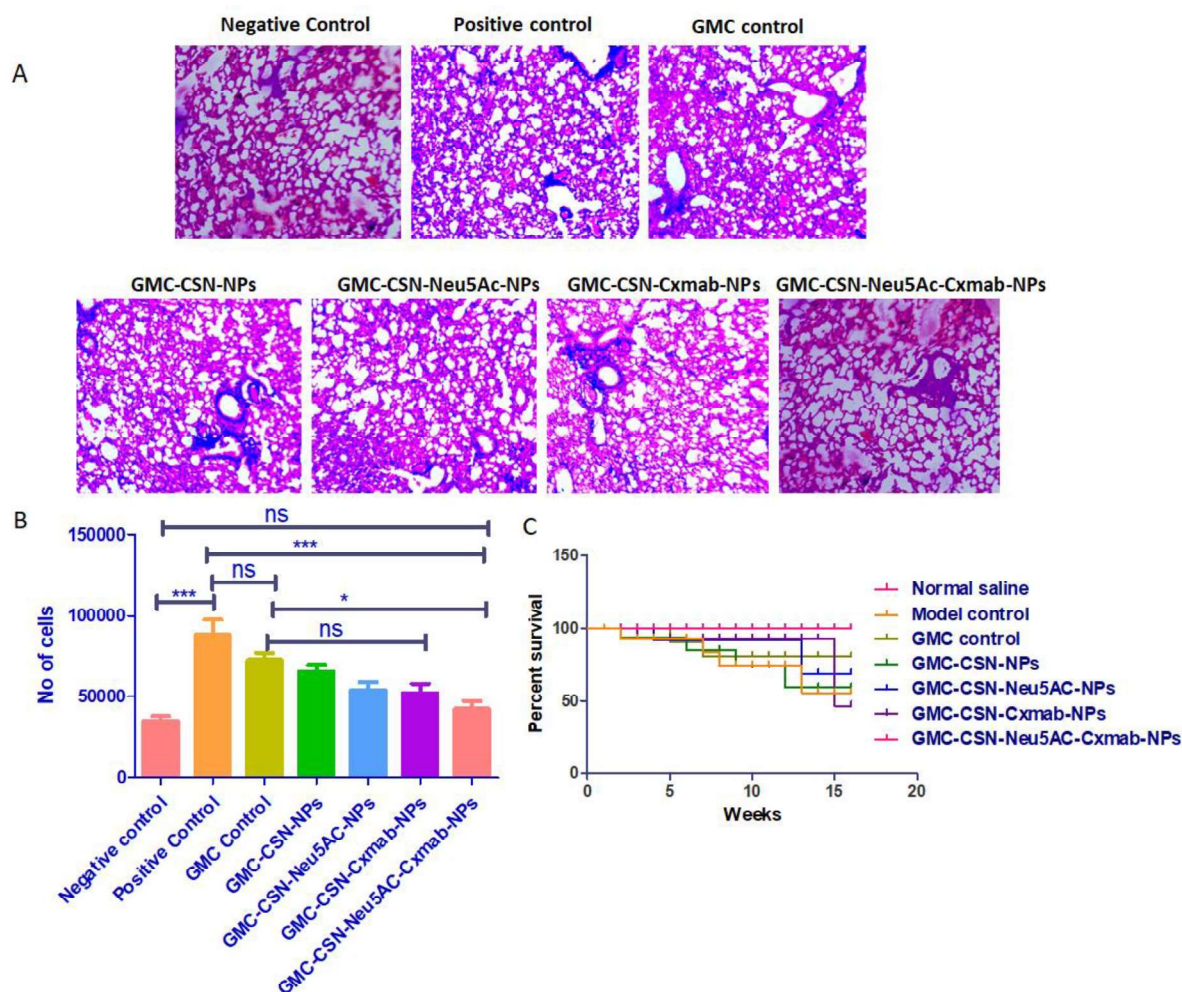 Negative Control
Positive control
GMC control
A
GMC-CSN-NPs
GMC-CSN-Neu5Ac-NPs
GMC-CSN-Cxmab-NPs
GMC-CSN-Neu5Ac-Cxmab-NPs
B
ns
***
ns
***
*
ns
150000
100000
50000
0
No of cells
Negative control
Positive Control
GMC Control
GMC-CSN-NPs
GMC-CSN-Neu5AC-NPs
GMC-CSN-Cxmab-NPs
GMC-CSN-Neu5AC-Cxmab-NPs
C
150
100
50
0
Percent survival
0 5 10 15 20
Weeks
Normal saline
Model control
GMC control
GMC-CSN-NPs
GMC-CSN-Neu5AC-NPs
GMC-CSN-Cxmab-NPs
GMC-CSN-Neu5AC-Cxmab-NPs